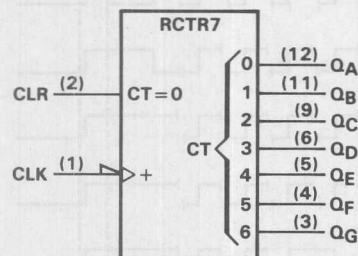 RCTR7
0 (12) QA
CLR (2) CT=0 1 (11) QB
2 (9) QC
CT 3 (6) QD
CLK (1) + 4 (5) QE
5 (4) QF
6 (3) QG